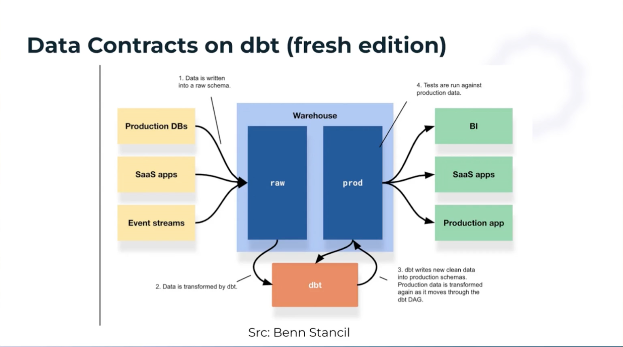 Data Contracts on dbt (fresh edition)
1. Data is written
into a raw schema.
4. Tests are run against
production data.
Warehouse
Production DBs
SaaS apps
Event streams
raw
prod
BI
SaaS apps
Production app
2. Data is transformed by dbt.
dbt
3. dbt writes new clean data
into production schemas.
Production data is transformed
again as it moves through the
dbt DAG.
Src: Benn Stancil